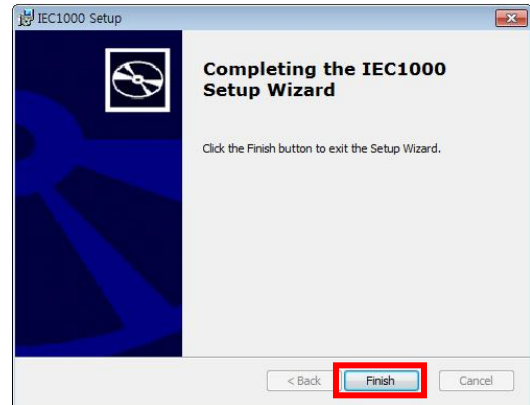 IEC1000 Setup
Completing the IEC1000
Setup Wizard
Click the Finish button to exit the Setup Wizard.
< Back
Finish
Cancel